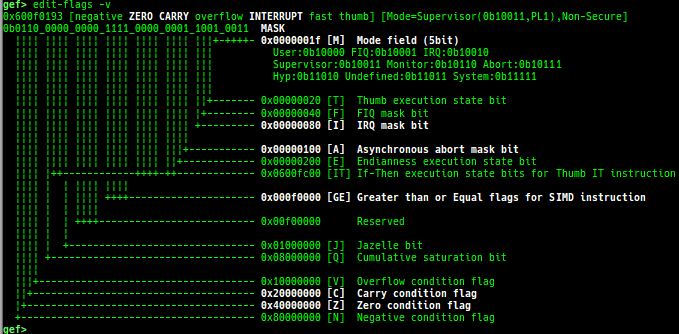 gef> edit-flags -v
0x600f0193 [negative ZERO CARRY overflow INTERRUPT fast thumb] [Mode=Supervisor(0b10011,PL1),Non-Secure]
0b0110_0000_0000_1111_0000_0001_1001_0011 MASK
0x0000001f [M] Mode field (5bit)
User:0b10000 FIQ:0b10001 IRQ:0b10010
Supervisor:0b10011 Monitor:0b10110 Abort:0b10111
Hyp:0b11010 Undefined:0b11011 System:0b11111
0x00000020 [T] Thumb execution state bit
0x00000040 [F] FIQ mask bit
0x00000080 [I] IRQ mask bit
0x00000100 [A] Asynchronous abort mask bit
0x00000200 [E] Endianness execution state bit
0x0600fc00 [IT] If-Then execution state bits for Thumb IT instruction
0x000f0000 [GE] Greater than or Equal flags for SIMD instruction
0x00f00000 Reserved
0x01000000 [J] Jazelle bit
0x08000000 [Q] Cumulative saturation bit
0x10000000 [V] Overflow condition flag
0x20000000 [C] Carry condition flag
0x40000000 [Z] Zero condition flag
0x80000000 [N] Negative condition flag
gef>